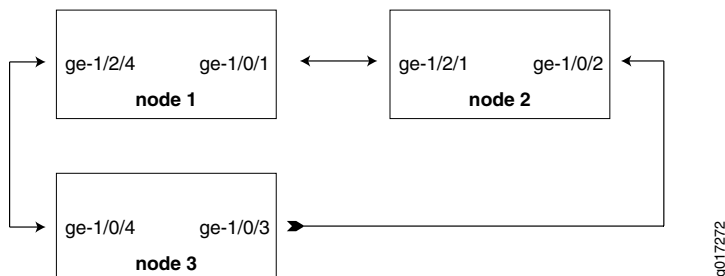 ge-1/2/4 ge-1/0/1 ge-1/2/1 ge-1/0/2
node 1 node 2
ge-1/0/4 ge-1/0/3
node 3
g017272